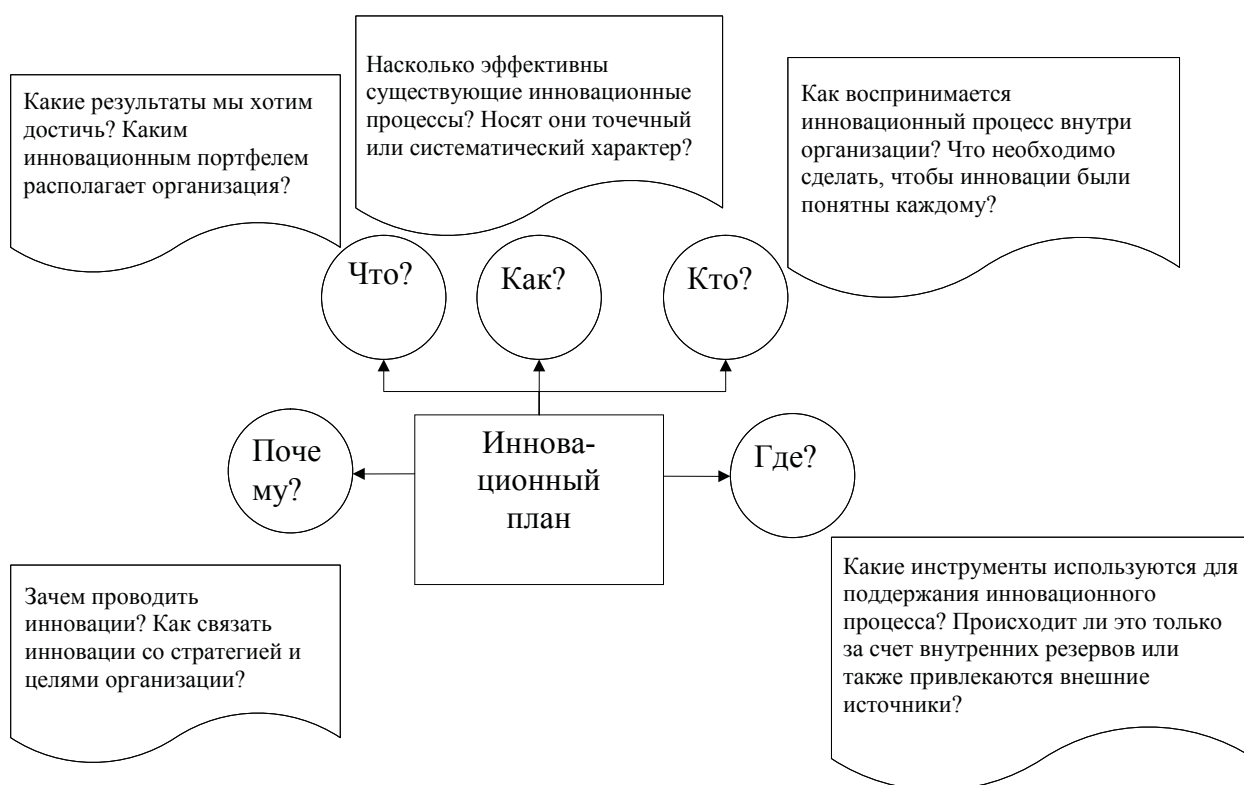 Какие результаты мы хотим
достичь? Каким
инновационным портфелем
располагает организация?
Насколько эффективны
существующие инновационные
процессы? Носят они точечный
или систематический характер?
Как воспринимается
инновационный процесс внутри
организации? Что необходимо
сделать, чтобы инновации были
понятны каждому?
Что?
Как?
Кто?
Поче
му?
Иннова-
ционный
план
Где?
Зачем проводить
инновации? Как связать
инновации со стратегией и
целями организации?
Какие инструменты используются для
поддержания инновационного
процесса? Происходит ли это только
за счет внутренних резервов или
также привлекаются внешние
источники?